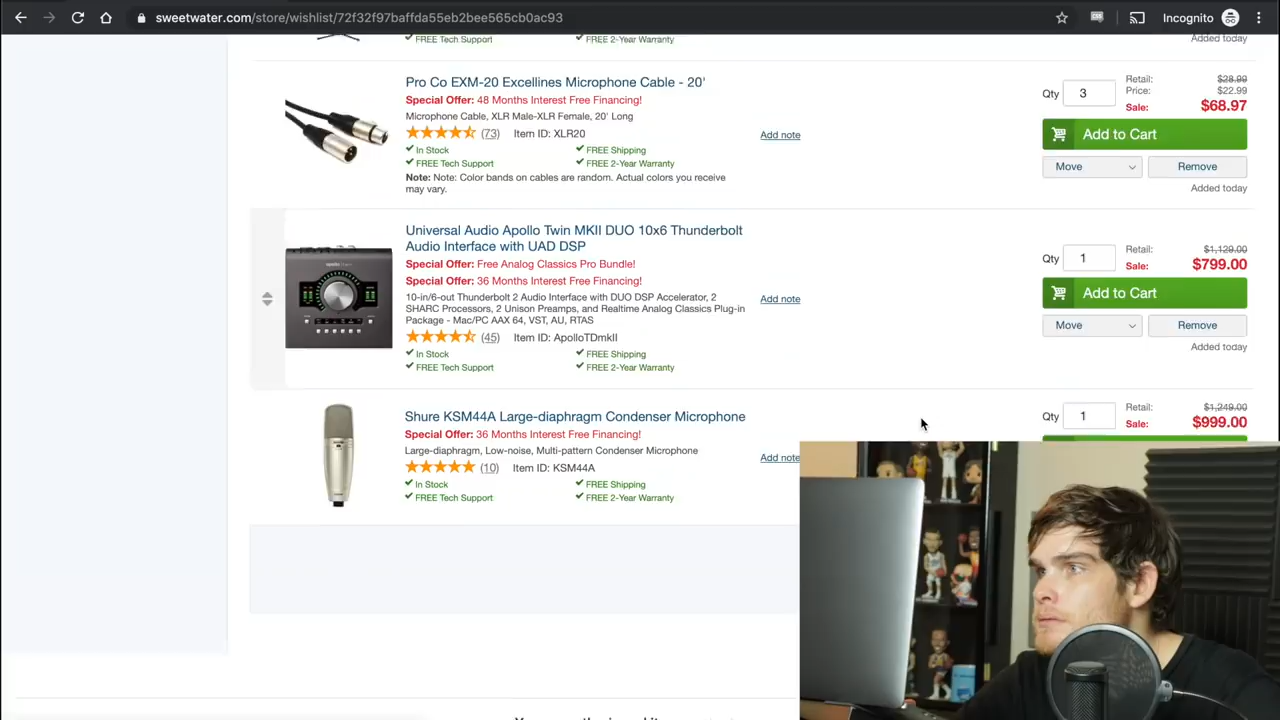 sweetwater.com/store/wishlist/72f32f97baffda55eb2bee565cb0ac93
Incognito
FREE Tech Support
FREE 2-Year Warranty
Added today
Pro Co EXM-20 Excellines Microphone Cable - 20'
Special Offer: 48 Months Interest Free Financing!
Microphone Cable, XLR Male-XLR Female, 20' Long
(73) Item ID: XLR20
In Stock
FREE Shipping
FREE Tech Support
FREE 2-Year Warranty
Note: Note: Color bands on cables are random. Actual colors you receive
may vary.
Add note
Qty 3
Retail: $28.99
Price: $22.99
Sale: $68.97
Add to Cart
Move
Remove
Added today
Universal Audio Apollo Twin MKII DUO 10x6 Thunderbolt
Audio Interface with UAD DSP
Special Offer: Free Analog Classics Pro Bundle!
Special Offer: 36 Months Interest Free Financing!
10-in/6-out Thunderbolt 2 Audio Interface with DUO DSP Accelerator, 2
SHARC Processors, 2 Unison Preamps, and Realtime Analog Classics Plug-in
Package - Mac/PC AAX 64, VST, AU, RTAS
(45) Item ID: ApolloTDmkII
In Stock
FREE Shipping
FREE Tech Support
FREE 2-Year Warranty
Add note
Qty 1
Retail: $1,129.00
Sale: $799.00
Add to Cart
Move
Remove
Added today
Shure KSM44A Large-diaphragm Condenser Microphone
Special Offer: 36 Months Interest Free Financing!
Large-diaphragm, Low-noise, Multi-pattern Condenser Microphone
(10) Item ID: KSM44A
In Stock
FREE Shipping
FREE Tech Support
FREE 2-Year Warranty
Add note
Qty 1
Retail: $1,249.00
Sale: $999.00